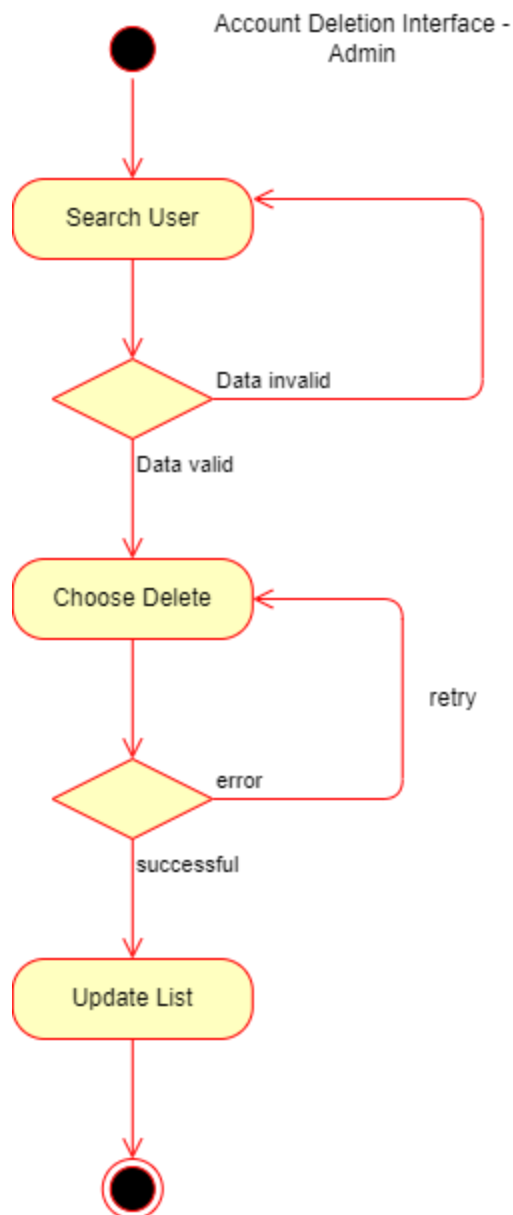 Account Deletion Interface -
Admin
Search User
Data invalid
Data valid
Choose Delete
retry
error
successful
Update List